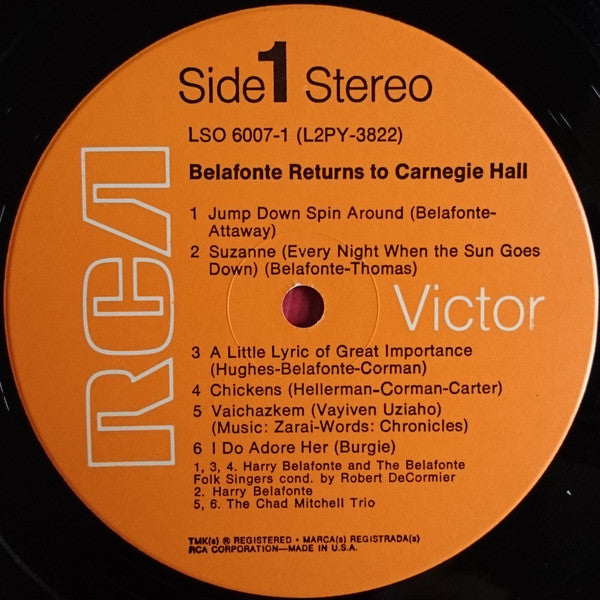 Side 1 Stereo
LSO 6007-1 (L2PY-3822)
Belafonte Returns to Carnegie Hall
1 Jump Down Spin Around (Belafonte-
Attaway)
2 Suzanne (Every Night When the Sun Goes
Down) (Belafonte-Thomas)
RCA
Victor
3 A Little Lyric of Great Importance
(Hughes-Belafonte-Corman)
4 Chickens (Hellerman-Corman-Carter)
5 Vaichazkem (Vayiven Uziaho)
(Music: Zarai-Words: Chronicles)
6 I Do Adore Her (Burgie)
1, 3, 4. Harry Belafonte and The Belafonte
Folk Singers cond. by Robert DeCormier
2. Harry Belafonte
5, 6. The Chad Mitchell Trio
TMK(s) ® REGISTERED • MARCA(s) REGISTRADA(s)
RCA CORPORATION—MADE IN U.S.A.